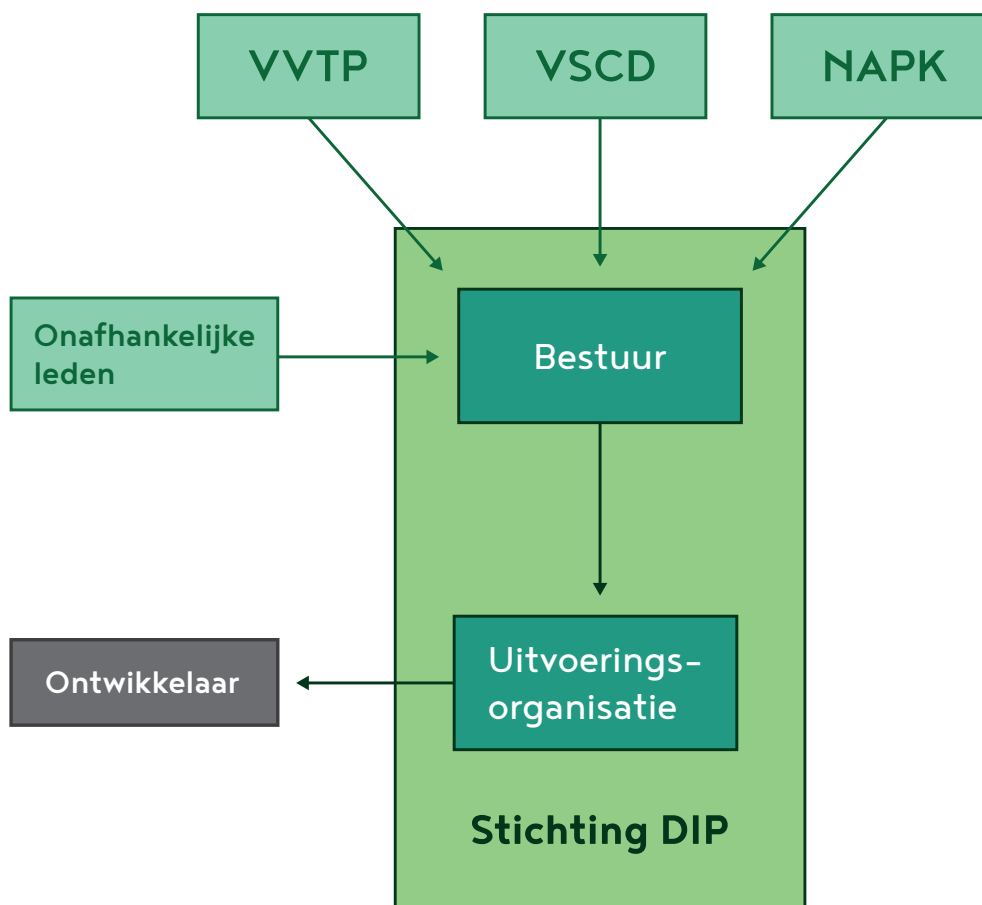 VVTP
VSCD
NAPK
Onafhankelijke
leden
Bestuur
Uitvoerings-
organisatie
Ontwikkelaar
Stichting DIP